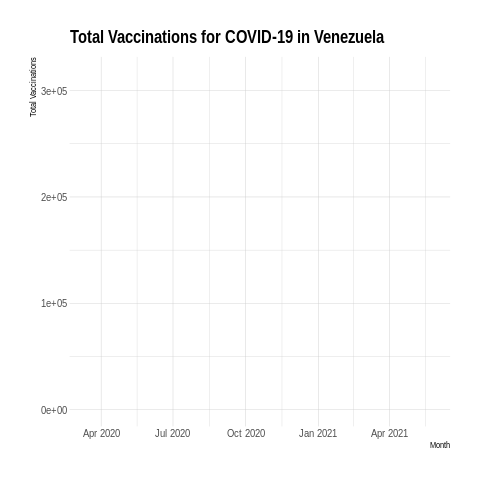 Total Vaccinations for COVID-19 in Venezuela
Total Vaccinations
3e+05
2e+05
1e+05
0e+00
Apr 2020 Jul 2020 Oct 2020 Jan 2021 Apr 2021
Month